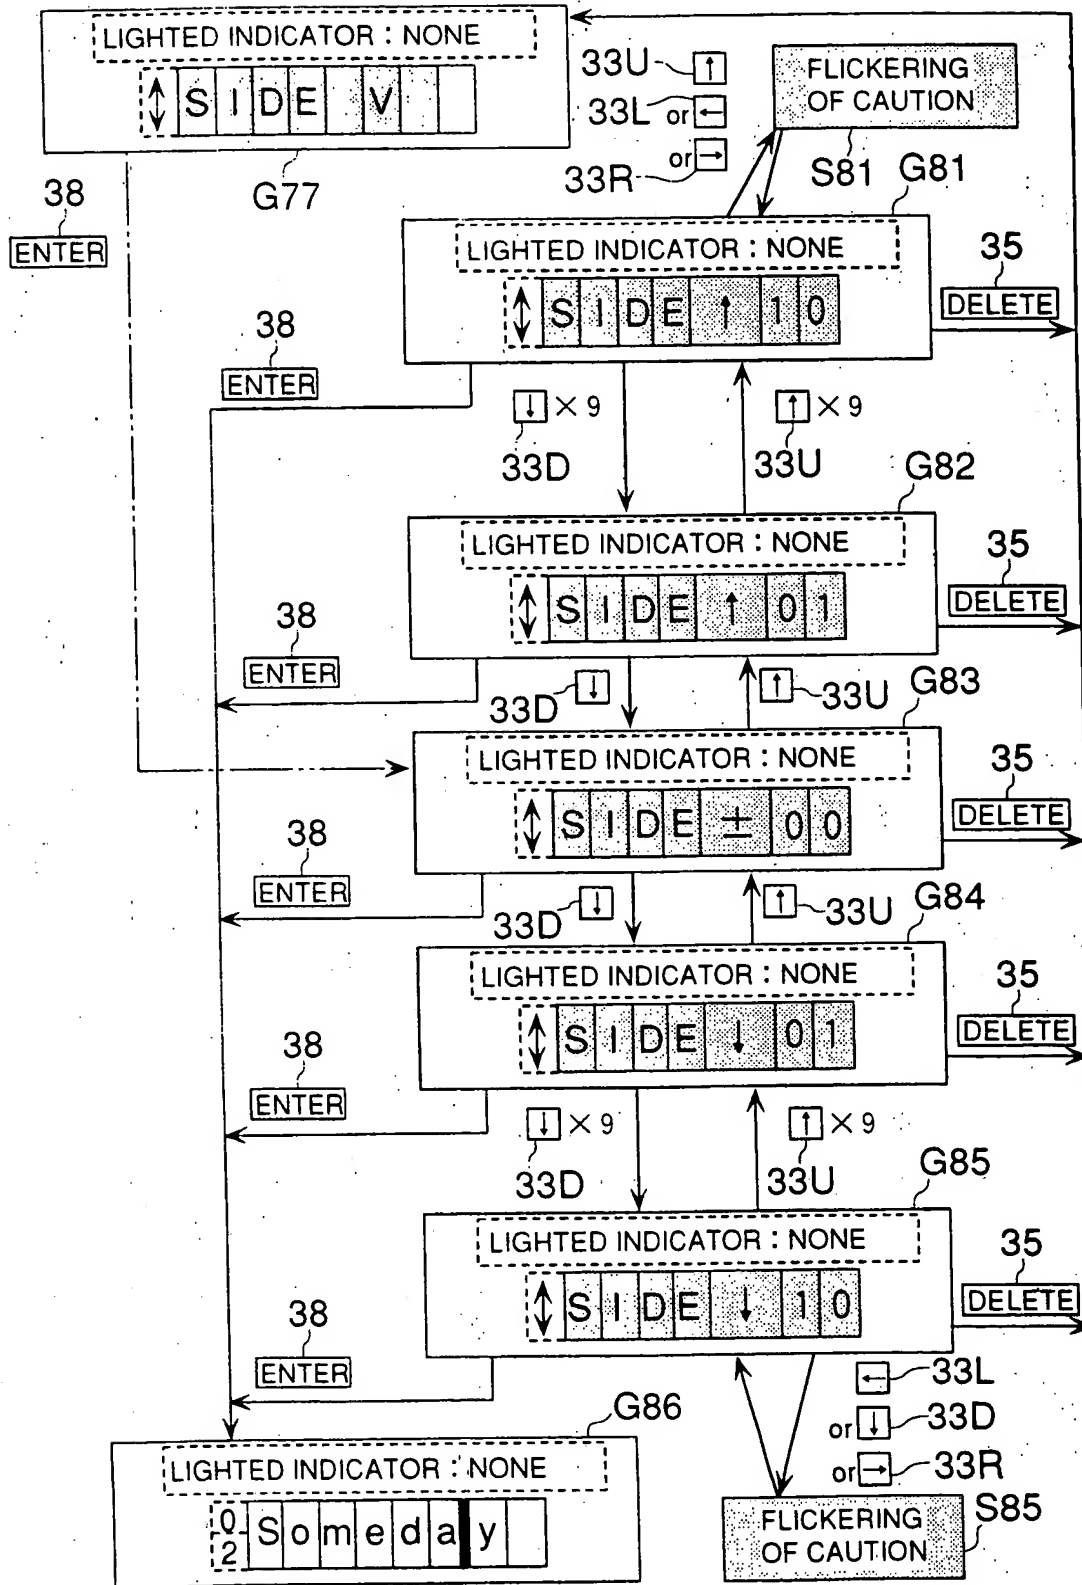 LIGHTED INDICATOR : NONE
↕ SIDE V
G77
33U ↑
33L or ←
33R or →
FLICKERING
OF CAUTION
S81
G81
38
ENTER
LIGHTED INDICATOR : NONE
↕ SIDE ↑ 10
35
DELETE
38
ENTER
↓ × 9
33D
↑ × 9
33U
G82
LIGHTED INDICATOR : NONE
↕ SIDE ↑ 01
35
DELETE
38
ENTER
33D ↓
↑ 33U
G83
LIGHTED INDICATOR : NONE
↕ SIDE ± 00
35
DELETE
38
ENTER
33D ↓
↑ 33U
G84
LIGHTED INDICATOR : NONE
↕ SIDE ↓ 01
35
DELETE
38
ENTER
↓ × 9
33D
↑ × 9
33U
G85
LIGHTED INDICATOR : NONE
↕ SIDE ↓ 10
35
DELETE
38
ENTER
← 33L
or ↓ 33D
or → 33R
G86
LIGHTED INDICATOR : NONE
0
2
Someday
FLICKERING
OF CAUTION
S85